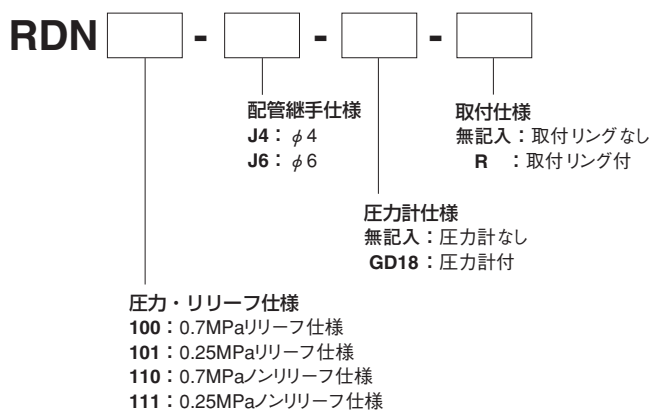 RDN - - -
配管継手仕様
J4：φ4
J6：φ6
取付仕様
無記入：取付リングなし
R ：取付リング付
圧力計仕様
無記入：圧力計なし
GD18：圧力計付
圧力・リリーフ仕様
100：0.7MPaリリーフ仕様
101：0.25MPaリリーフ仕様
110：0.7MPaノンリリーフ仕様
111：0.25MPaノンリリーフ仕様